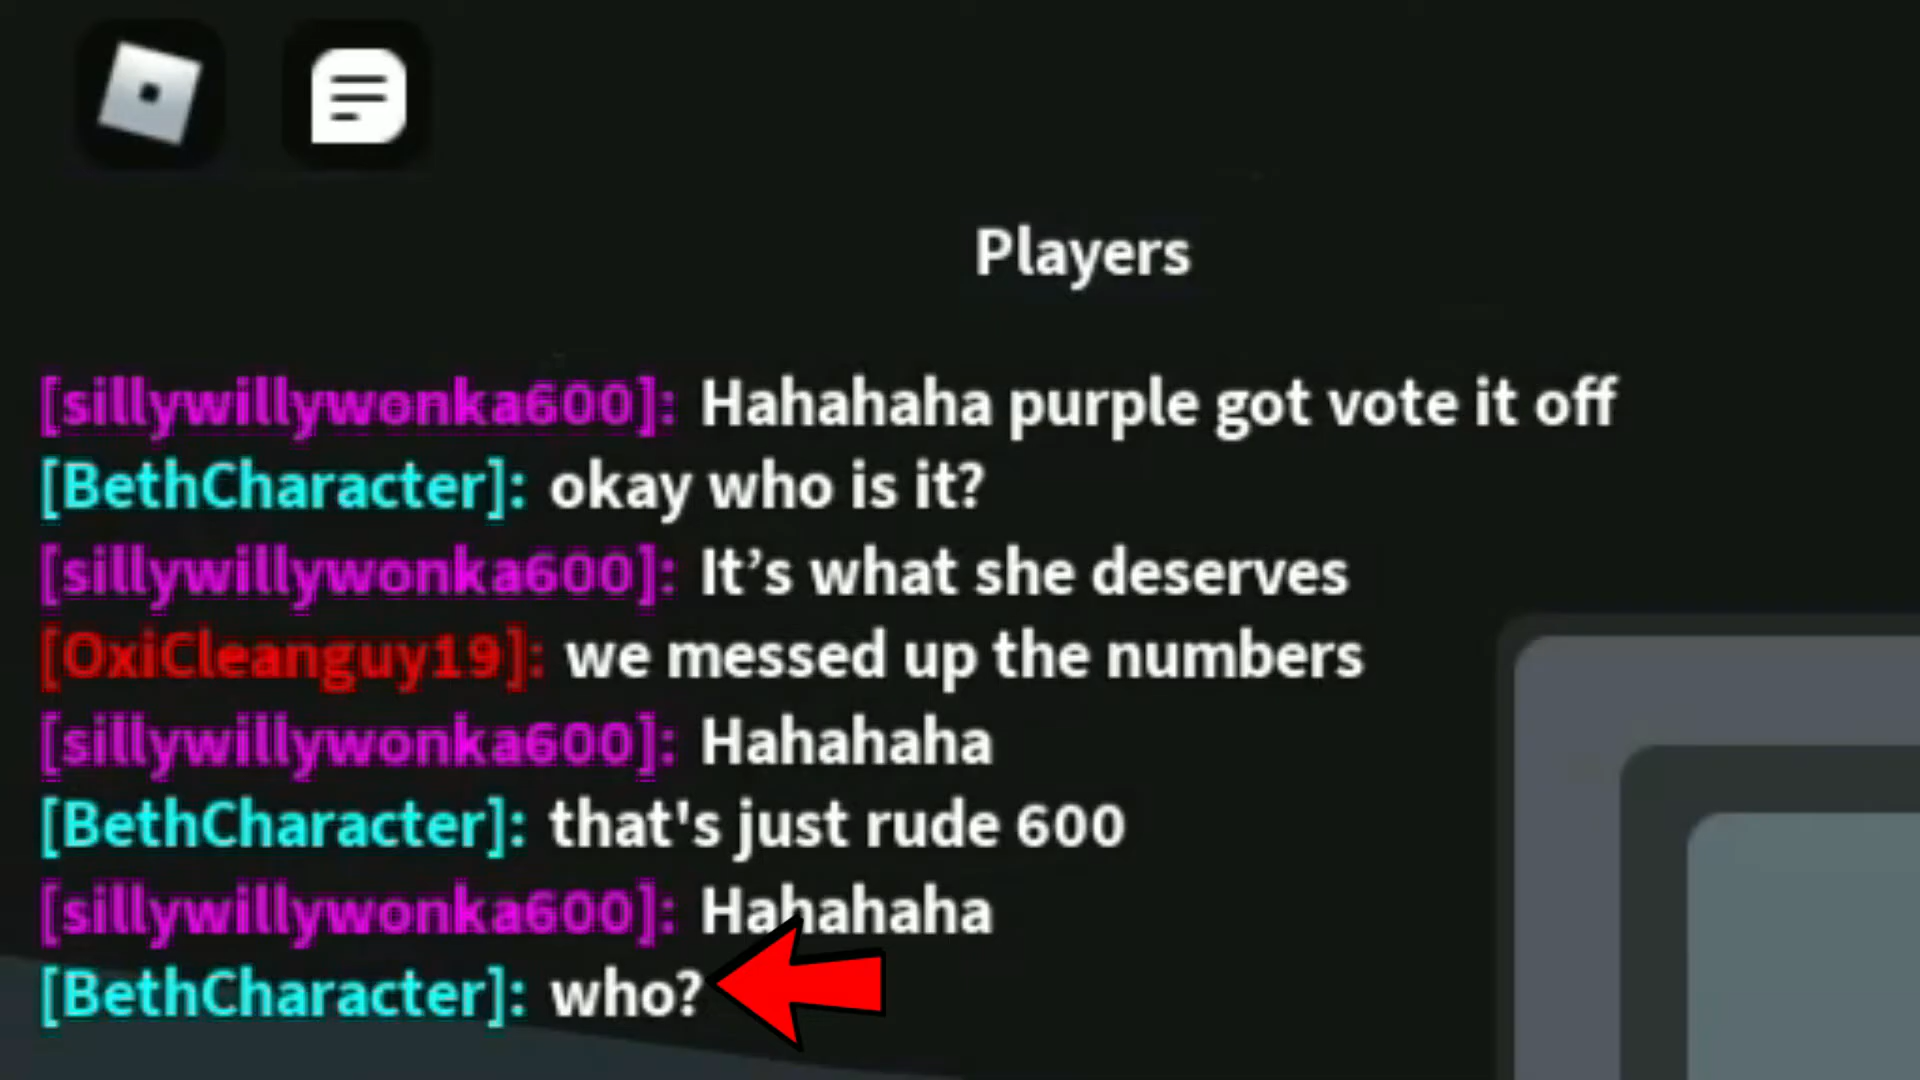 Players
[sillywillywonka600]: Hahahaha purple got vote it off
[BethCharacter]: okay who is it?
[sillywillywonka600]: It’s what she deserves
[OxiCleanguy19]: we messed up the numbers
[sillywillywonka600]: Hahahaha
[BethCharacter]: that's just rude 600
[sillywillywonka600]: Hahahaha
[BethCharacter]: who?